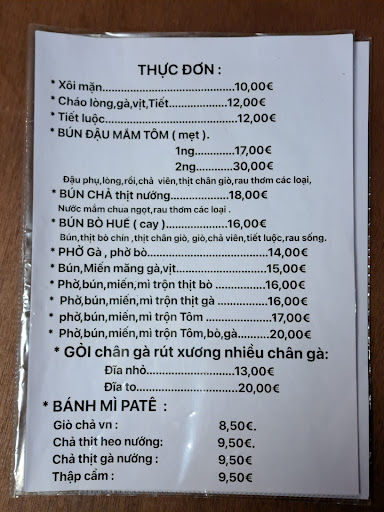 THỰC ĐƠN :
* Xôi mặn.................................10,00€
* Cháo lòng,gà,vịt,Tiết..................12,00€
* Tiết luộc.................................12,00€
* BÚN ĐẬU MẮM TÔM ( mẹt ).
1ng............17,00€
2ng............30,00€
Đậu phụ,lòng,rồi,chả viên,thịt chân giò,rau thơm các loại,
* BÚN CHẢ thịt nướng...............18,00€
Nước mắm chua ngọt,rau thơm các loại .
* BÚN BÒ HUẾ ( cay )................16,00€
Bún,thịt bò chín ,thịt chân giò, giò,chả viên,tiết luộc,rau sống.
* PHỞ Gà , phở bò..............................14,00€
* Bún,Miến măng gà,vịt.......................15,00€
* Phở,bún,miến,mì trộn thịt bò ..............16,00€
* Phở,bún,miến,mì trộn thịt gà .............16,00€
* phở,bún,miến,mì trộn Tôm ...............17,00€
* Phở,bún,miến,mì trộn Tôm,bò,gà.........20,00€
* GỎI chân gà rút xương nhiều chân gà:
Đĩa nhỏ.......................13,00€
Đĩa to.........................20,00€
* BÁNH MÌ PATÊ :
Giò chả vn : 8,50€.
Chả thịt heo nướng: 9,50€.
Chả thịt gà nướng : 9,50€
Thập cẩm : 9,50€